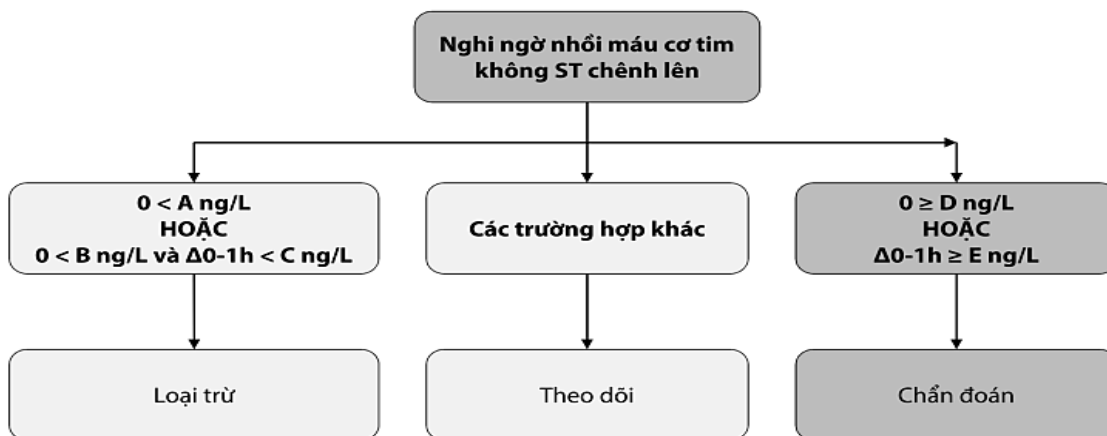 Nghi ngờ nhồi máu cơ tim
không ST chênh lên
0 < A ng/L
HOẶC
0 < B ng/L và Δ0-1h < C ng/L
Các trường hợp khác
0 ≥ D ng/L
HOẶC
Δ0-1h ≥ E ng/L
Loại trừ
Theo dõi
Chẩn đoán